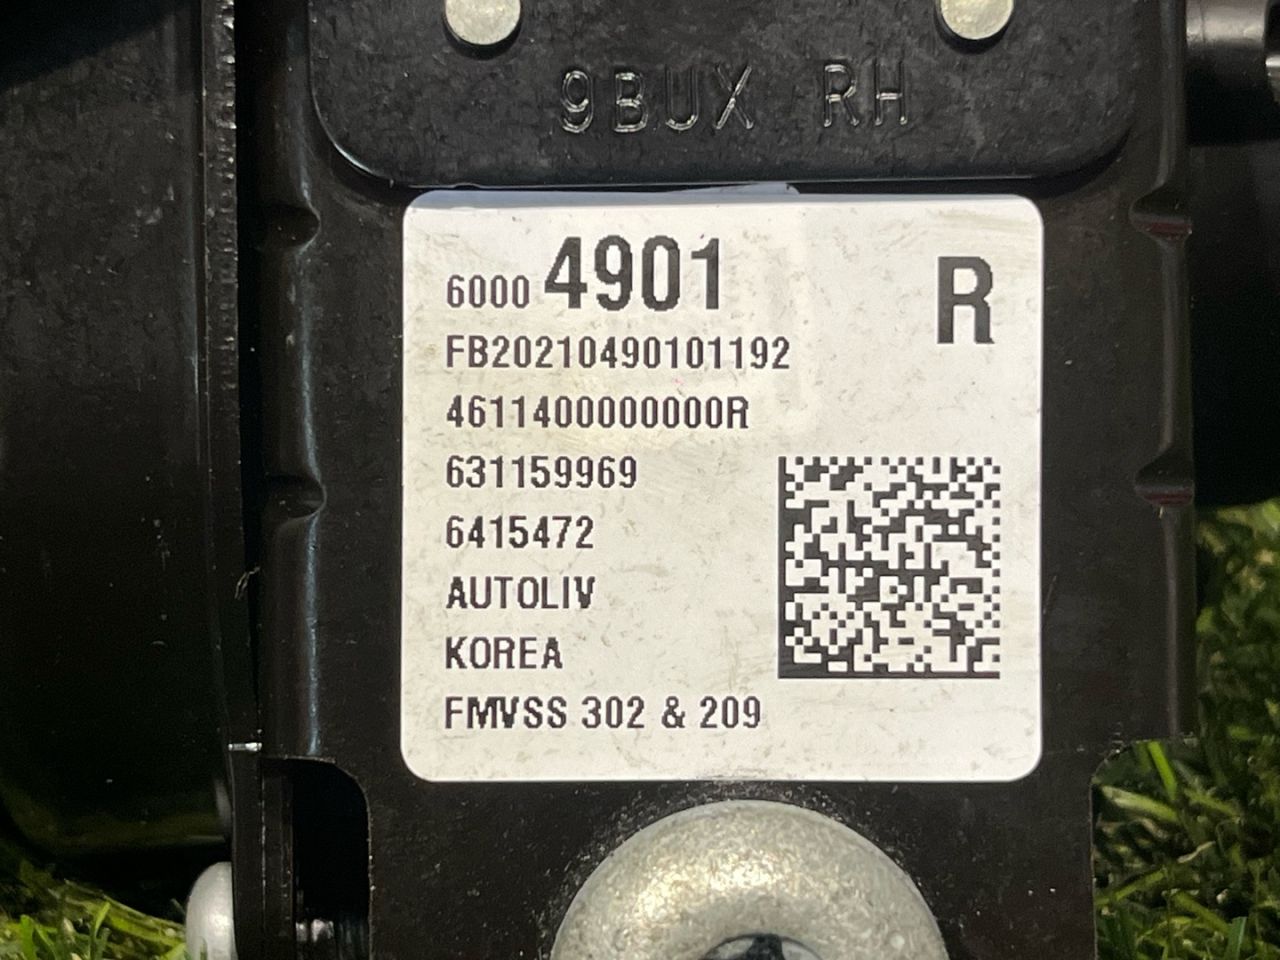 9BUX RH
6000 4901 R
FB20210490101192
4611400000000R
631159969
6415472
AUTOLIV
KOREA
FMVSS 302 & 209